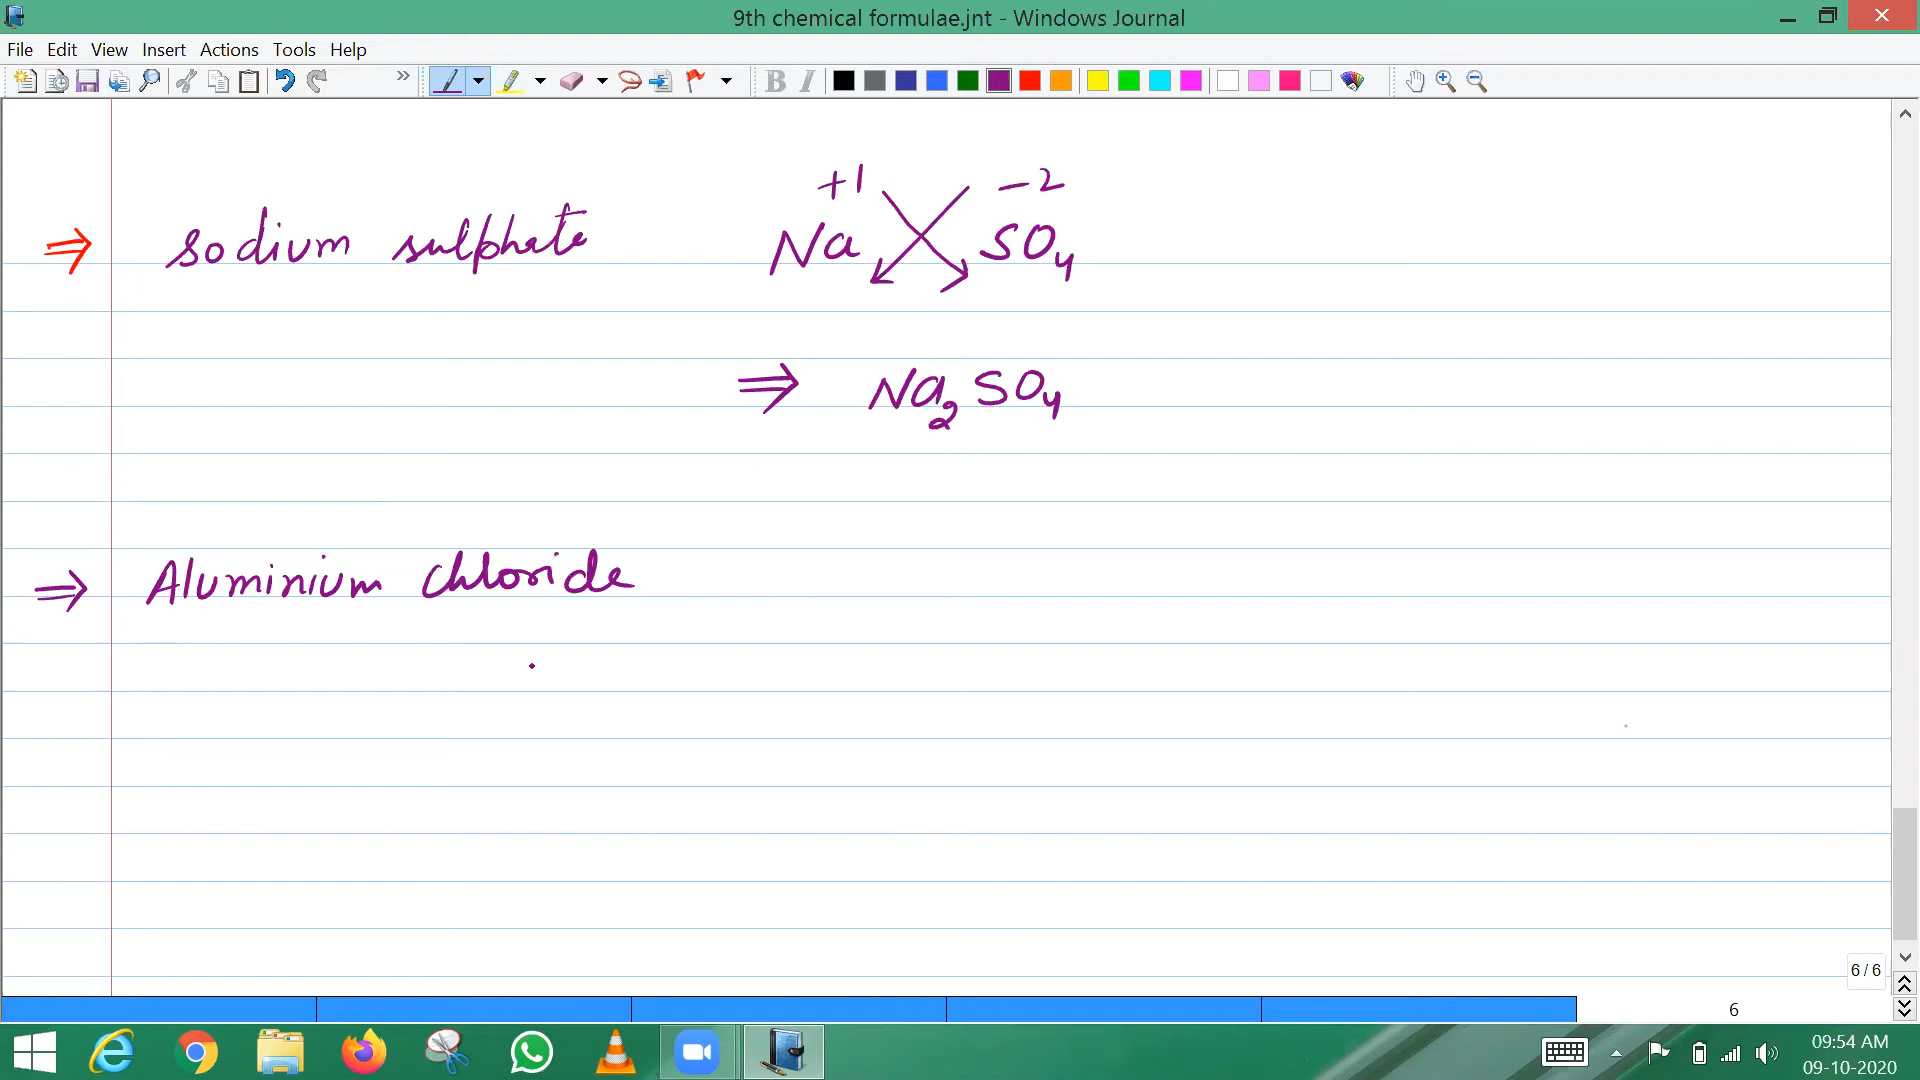 9th chemical formulae.jnt - Windows Journal
File Edit View Insert Actions Tools Help
B I
+1 -2
⇒ sodium sulphate Na SO₄
⇒ Na₂SO₄
⇒ Aluminium chloride
6 / 6
6
09:54 AM
09-10-2020